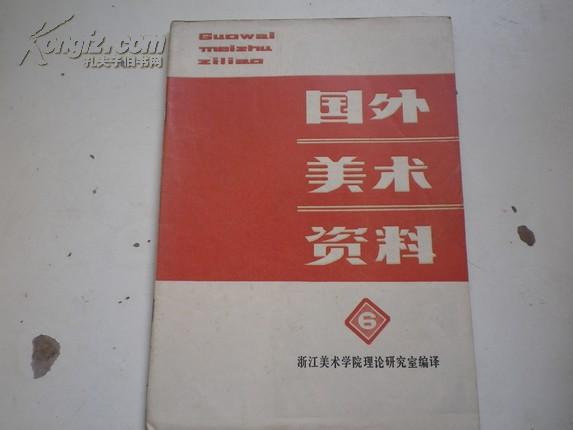 Kongfz.com
孔夫子旧书网
Guowai
meizhu
ziliao
国外
美术
资料
6
浙江美术学院理论研究室编译